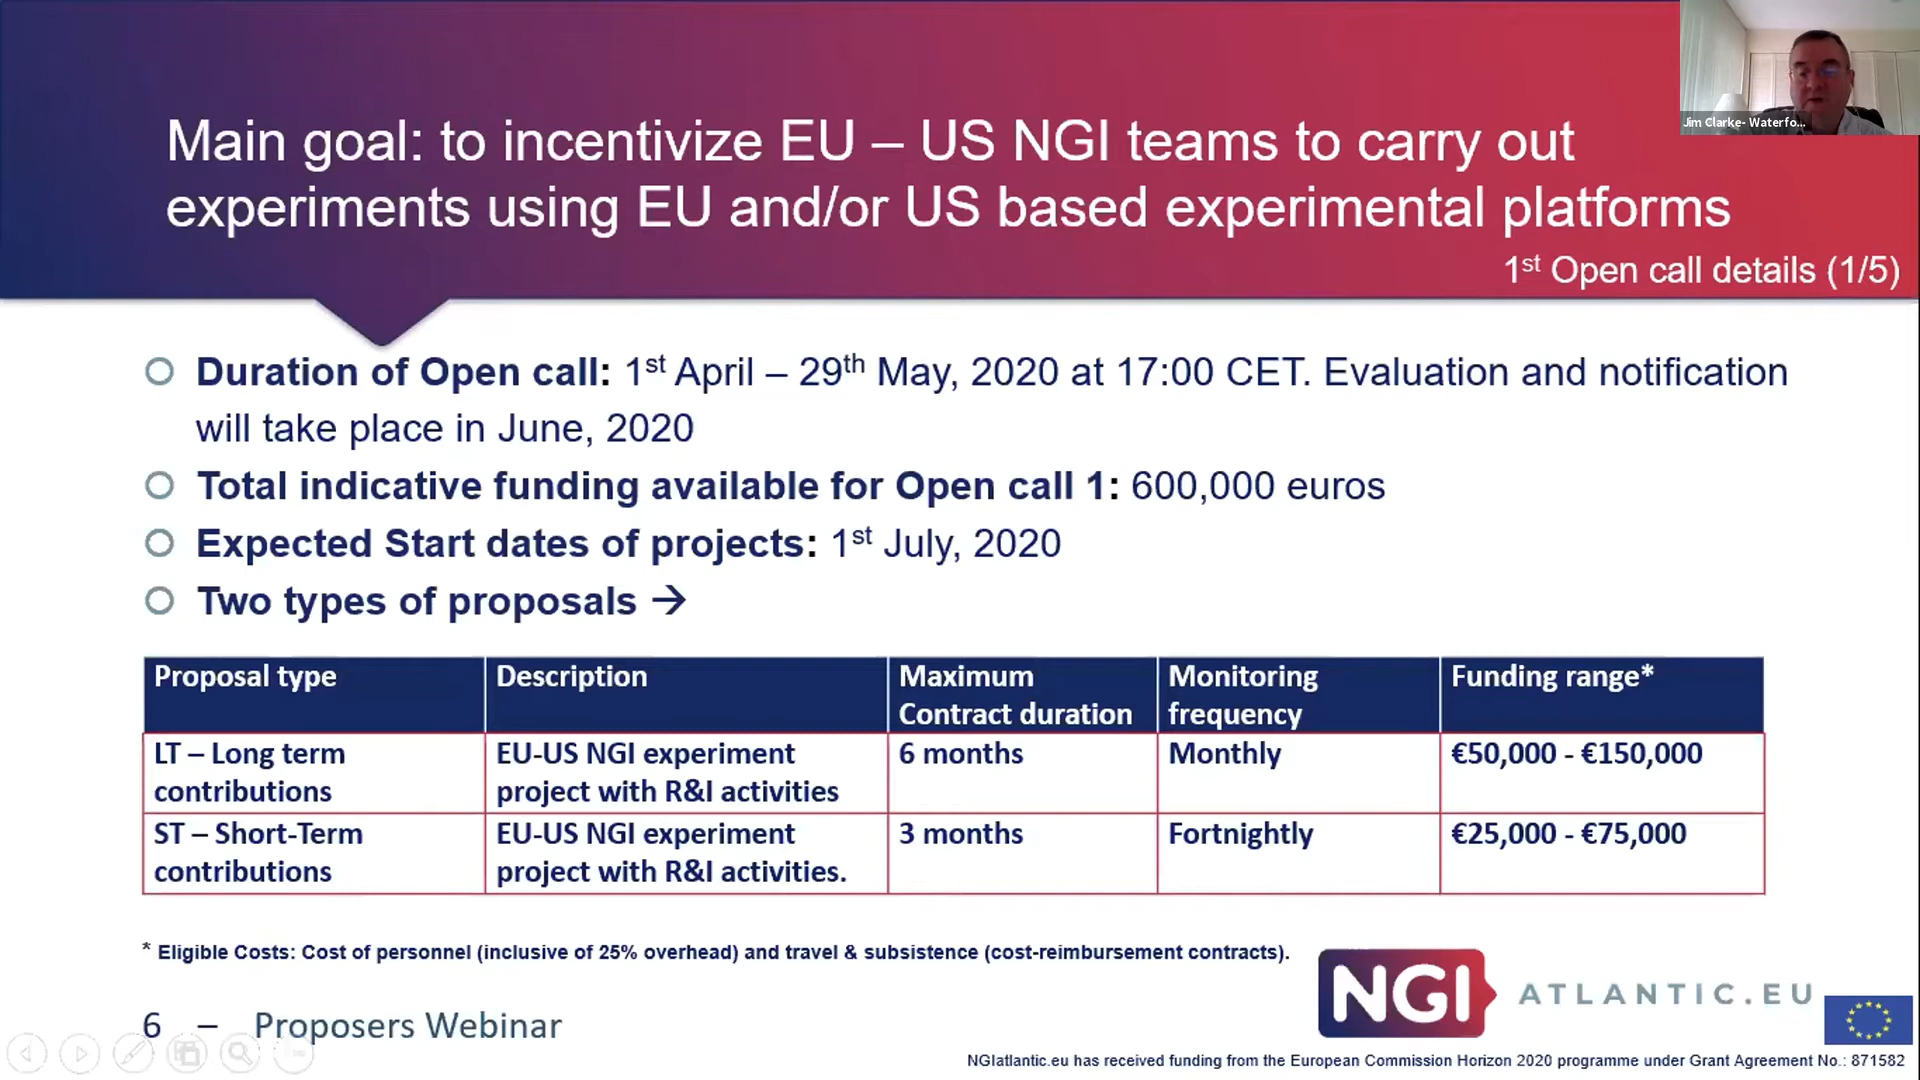 Jim Clarke- Waterfo...
Main goal: to incentivize EU – US NGI teams to carry out
experiments using EU and/or US based experimental platforms
1st Open call details (1/5)
Duration of Open call: 1st April – 29th May, 2020 at 17:00 CET. Evaluation and notification
will take place in June, 2020
Total indicative funding available for Open call 1: 600,000 euros
Expected Start dates of projects: 1st July, 2020
Two types of proposals →
Proposal type
Description
Maximum
Contract duration
Monitoring
frequency
Funding range*
LT – Long term
contributions
EU-US NGI experiment
project with R&I activities
6 months
Monthly
€50,000 - €150,000
ST – Short-Term
contributions
EU-US NGI experiment
project with R&I activities.
3 months
Fortnightly
€25,000 - €75,000
* Eligible Costs: Cost of personnel (inclusive of 25% overhead) and travel & subsistence (cost-reimbursement contracts).
NGI ATLANTIC.EU
6 – Proposers Webinar
NGIatlantic.eu has received funding from the European Commission Horizon 2020 programme under Grant Agreement No.: 871582